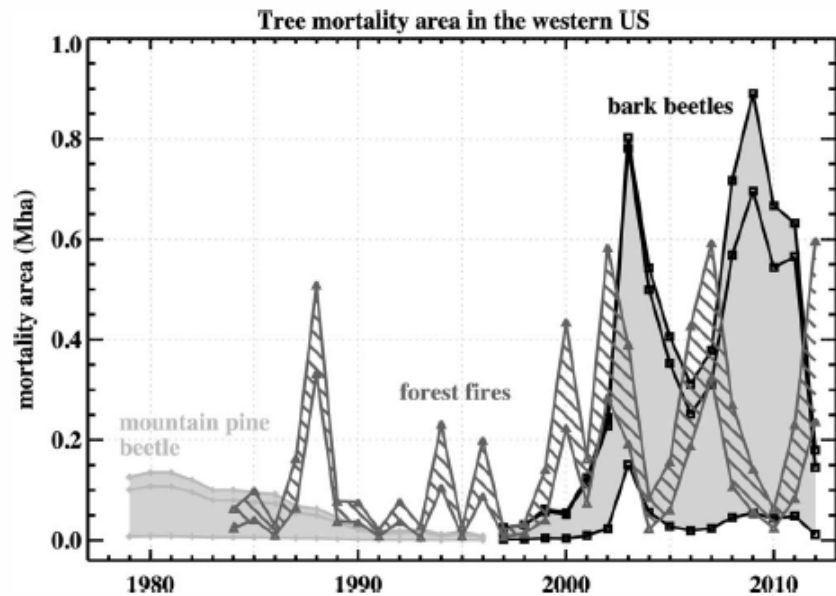 Tree mortality area in the western US
1.0
bark beetles
0.8
0.6
mortality area (Mha)
0.4
forest fires
mountain pine
beetle
0.2
0.0
1980 1990 2000 2010